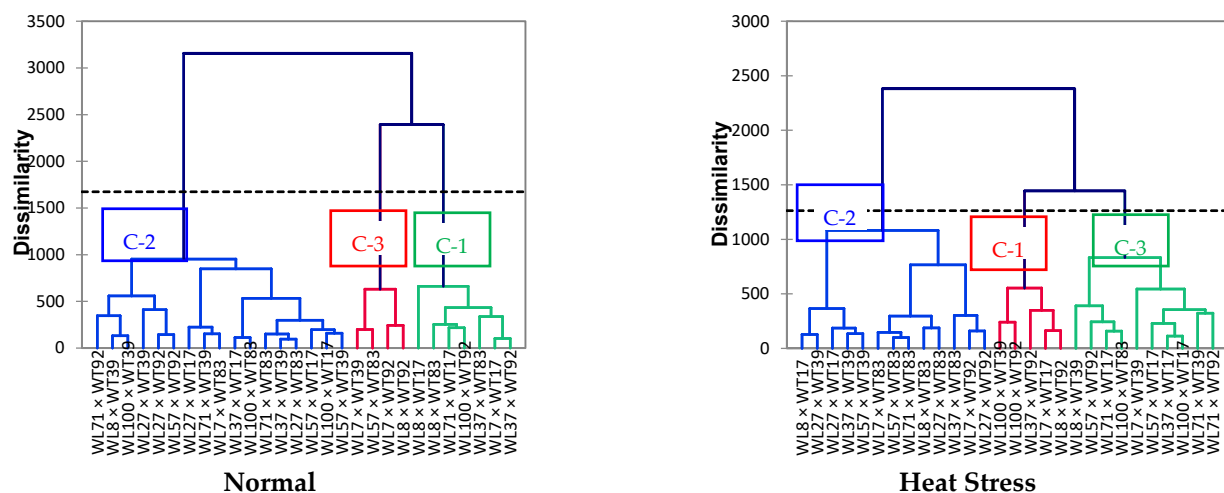 3500
3000
2500
2000
1500
1000
500
0
Dissimilarity
C-2
C-3
C-1
WL71 × WT92
WL8 × WT39
WL100 × WT39
WL27 × WT39
WL27 × WT92
WL57 × WT92
WL27 × WT17
WL71 × WT39
WL7 × WT83
WL37 × WT17
WL100 × WT83
WL71 × WT83
WL37 × WT39
WL27 × WT83
WL57 × WT17
WL100 × WT17
WL57 × WT39
WL7 × WT39
WL57 × WT83
WL7 × WT92
WL8 × WT92
WL8 × WT17
WL8 × WT83
WL71 × WT17
WL100 × WT92
WL37 × WT83
WL7 × WT17
WL37 × WT92
Normal
3000
2500
2000
1500
1000
500
0
Dissimilarity
C-2
C-1
C-3
WL8 × WT17
WL27 × WT39
WL27 × WT17
WL37 × WT39
WL57 × WT39
WL7 × WT83
WL57 × WT83
WL71 × WT83
WL8 × WT83
WL27 × WT83
WL37 × WT83
WL7 × WT92
WL27 × WT92
WL100 × WT39
WL100 × WT92
WL37 × WT92
WL7 × WT17
WL8 × WT92
WL8 × WT39
WL57 × WT92
WL71 × WT17
WL100 × WT83
WL7 × WT39
WL57 × WT17
WL37 × WT17
WL100 × WT17
WL71 × WT39
WL71 × WT92
Heat Stress